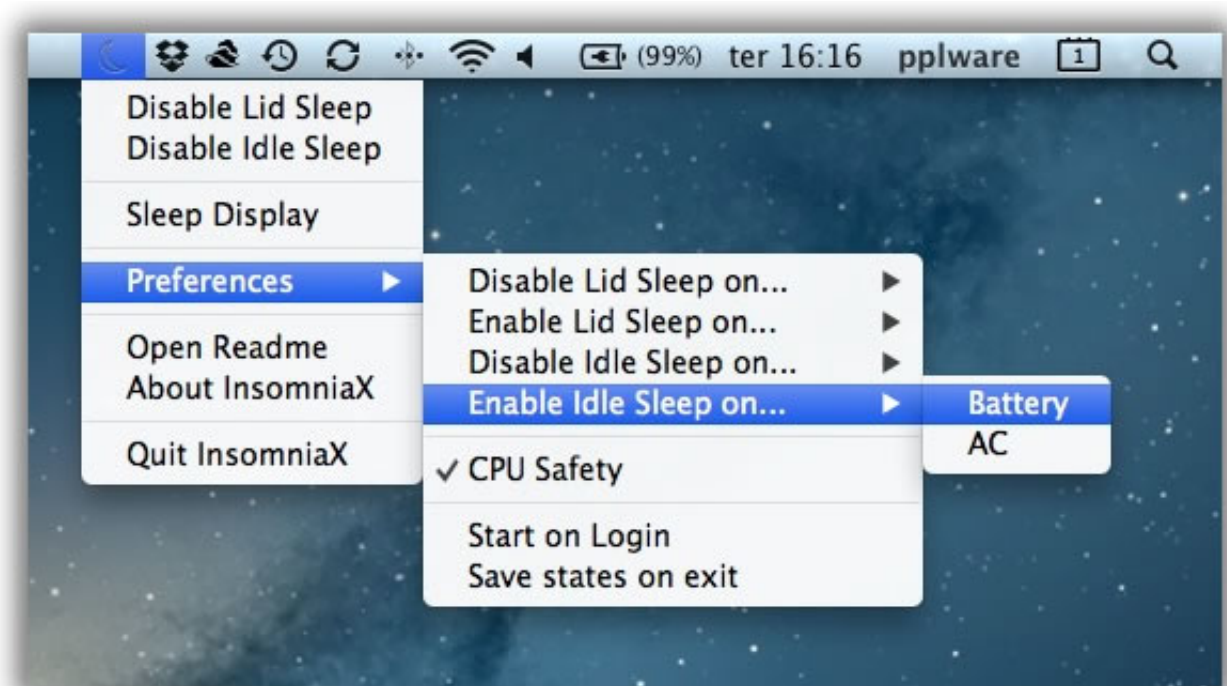 (99%) ter 16:16 pplware 1
Disable Lid Sleep
Disable Idle Sleep
Sleep Display
Preferences
Open Readme
About InsomniaX
Quit InsomniaX
Disable Lid Sleep on...
Enable Lid Sleep on...
Disable Idle Sleep on...
Enable Idle Sleep on...
CPU Safety
Start on Login
Save states on exit
Battery
AC